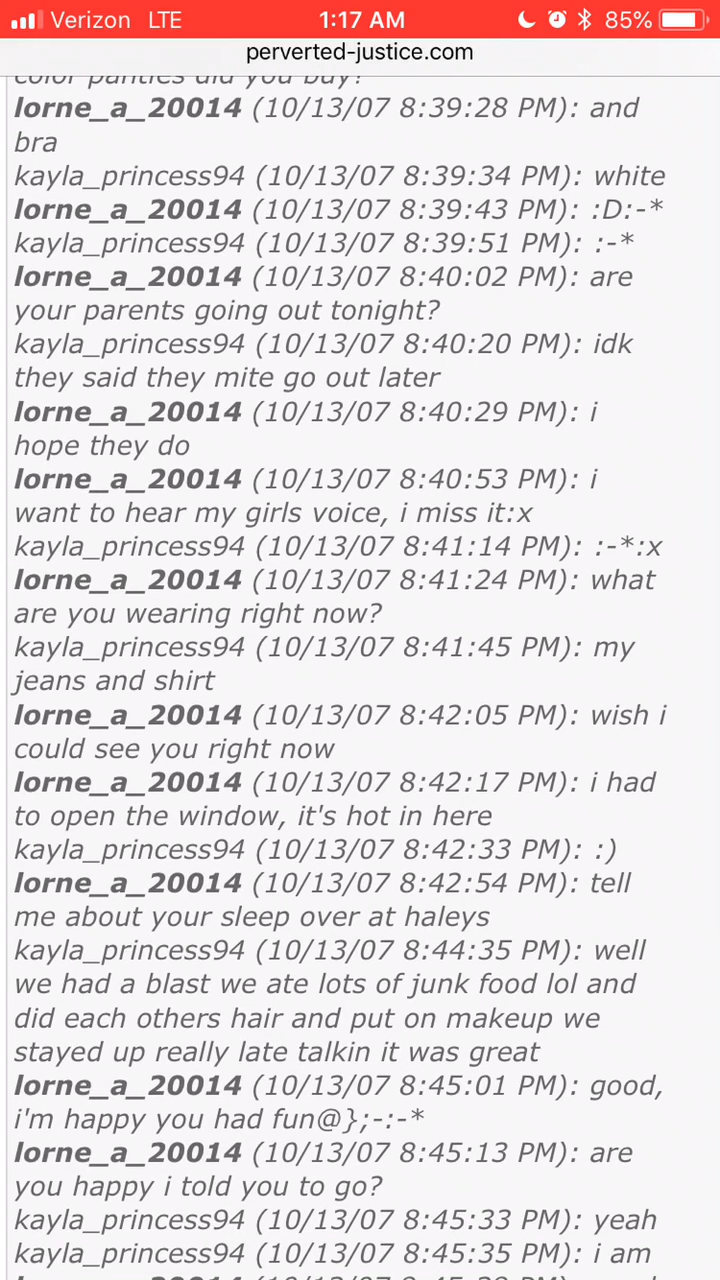 Verizon LTE 1:17 AM 85%
perverted-justice.com
color panties did you buy?
lorne_a_20014 (10/13/07 8:39:28 PM): and
bra
kayla_princess94 (10/13/07 8:39:34 PM): white
lorne_a_20014 (10/13/07 8:39:43 PM): :D:-*
kayla_princess94 (10/13/07 8:39:51 PM): :-*
lorne_a_20014 (10/13/07 8:40:02 PM): are
your parents going out tonight?
kayla_princess94 (10/13/07 8:40:20 PM): idk
they said they mite go out later
lorne_a_20014 (10/13/07 8:40:29 PM): i
hope they do
lorne_a_20014 (10/13/07 8:40:53 PM): i
want to hear my girls voice, i miss it:x
kayla_princess94 (10/13/07 8:41:14 PM): :-*:x
lorne_a_20014 (10/13/07 8:41:24 PM): what
are you wearing right now?
kayla_princess94 (10/13/07 8:41:45 PM): my
jeans and shirt
lorne_a_20014 (10/13/07 8:42:05 PM): wish i
could see you right now
lorne_a_20014 (10/13/07 8:42:17 PM): i had
to open the window, it's hot in here
kayla_princess94 (10/13/07 8:42:33 PM): :)
lorne_a_20014 (10/13/07 8:42:54 PM): tell
me about your sleep over at haleys
kayla_princess94 (10/13/07 8:44:35 PM): well
we had a blast we ate lots of junk food lol and
did each others hair and put on makeup we
stayed up really late talkin it was great
lorne_a_20014 (10/13/07 8:45:01 PM): good,
i'm happy you had fun@};-:-*
lorne_a_20014 (10/13/07 8:45:13 PM): are
you happy i told you to go?
kayla_princess94 (10/13/07 8:45:33 PM): yeah
kayla_princess94 (10/13/07 8:45:35 PM): i am